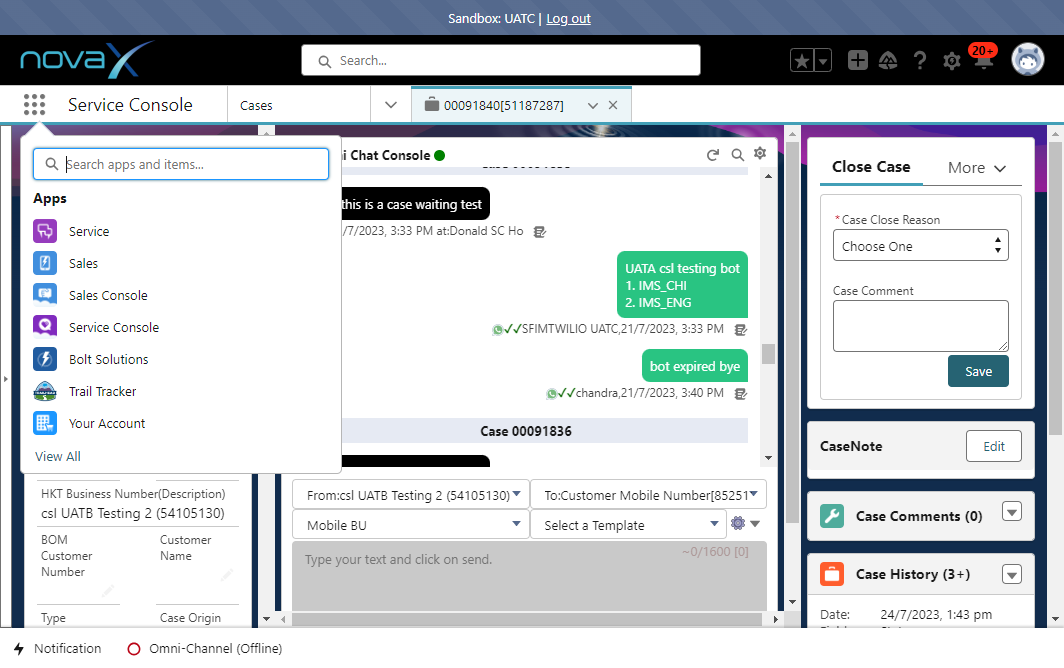 Sandbox: UATC | Log out
novaX
Search...
20+
Service Console
Cases
00091840[51187287]
Search apps and items...
Apps
Service
Sales
Sales Console
Service Console
Bolt Solutions
Trail Tracker
Your Account
View All
HKT Business Number(Description)
csl UATB Testing 2 (54105130)
BOM Customer Number
Customer Name
Type
Case Origin
Chat Console
this is a case waiting test
/7/2023, 3:33 PM at:Donald SC Ho
UATA csl testing bot
1. IMS_CHI
2. IMS_ENG
SFIMTWILIO UATC,21/7/2023, 3:33 PM
bot expired bye
chandra,21/7/2023, 3:40 PM
Case 00091836
From:csl UATB Testing 2 (54105130)
To:Customer Mobile Number[85251
Mobile BU
Select a Template
Type your text and click on send.
~0/1600 [0]
Close Case
More
*Case Close Reason
Choose One
Case Comment
Save
CaseNote
Edit
Case Comments (0)
Case History (3+)
Date:
24/7/2023, 1:43 pm
Notification
Omni-Channel (Offline)